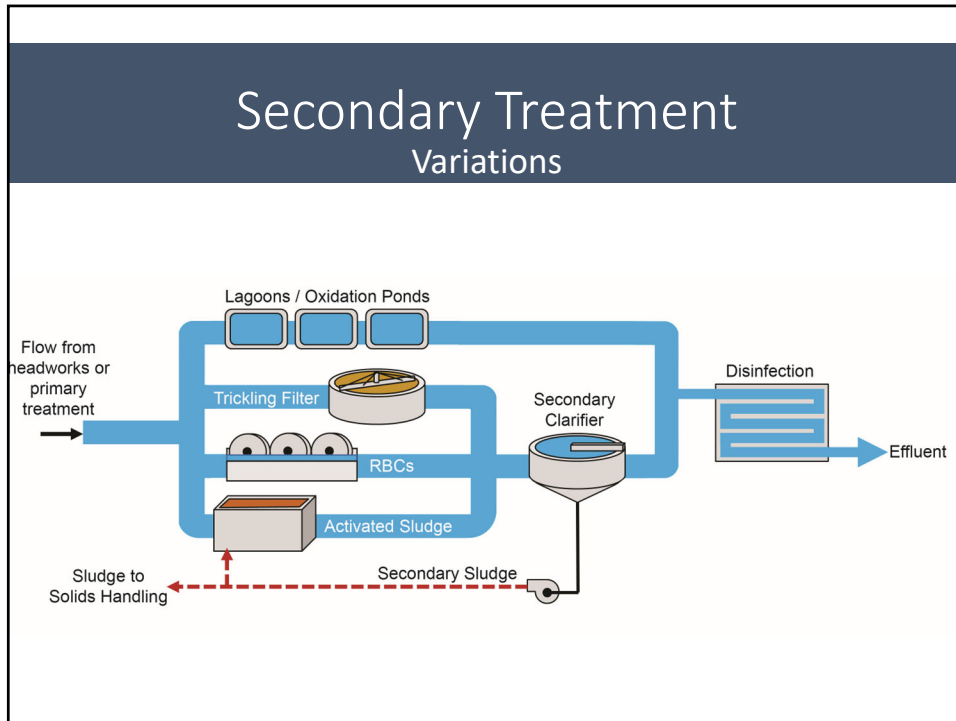 Secondary Treatment
Variations
Lagoons / Oxidation Ponds
Flow from
headworks or
primary
treatment
Trickling Filter
RBCs
Activated Sludge
Secondary
Clarifier
Disinfection
Effluent
Secondary Sludge
Sludge to
Solids Handling